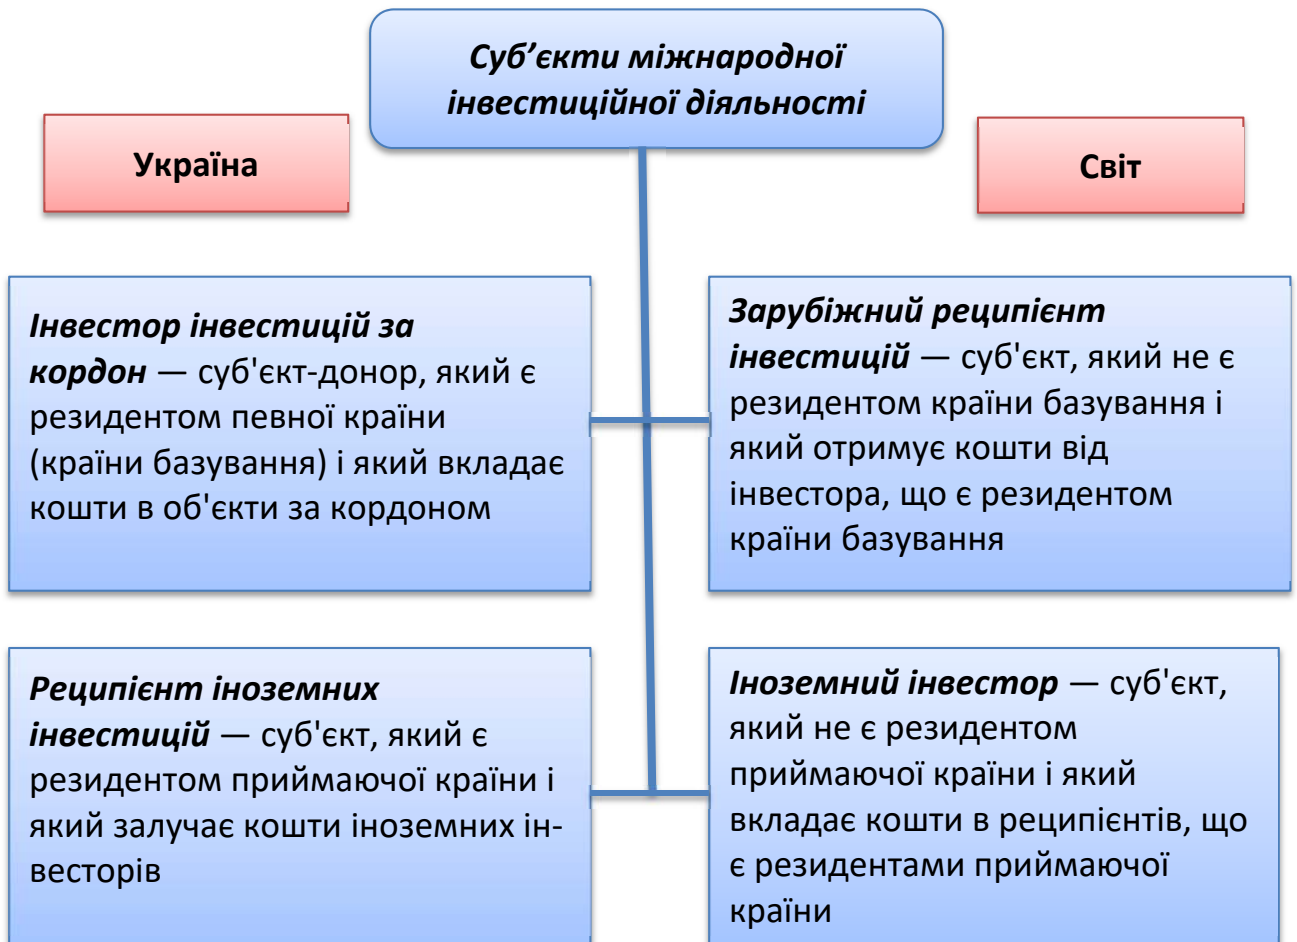 Суб’єкти міжнародної
інвестиційної діяльності
Україна
Світ
Інвестор інвестицій за
кордон — суб'єкт-донор, який є
резидентом певної країни
(країни базування) і який вкладає
кошти в об'єкти за кордоном
Зарубіжний реципієнт
інвестицій — суб'єкт, який не є
резидентом країни базування і
який отримує кошти від
інвестора, що є резидентом
країни базування
Реципієнт іноземних
інвестицій — суб'єкт, який є
резидентом приймаючої країни і
який залучає кошти іноземних ін-
весторів
Іноземний інвестор — суб'єкт,
який не є резидентом
приймаючої країни і який
вкладає кошти в реципієнтів, що
є резидентами приймаючої
країни